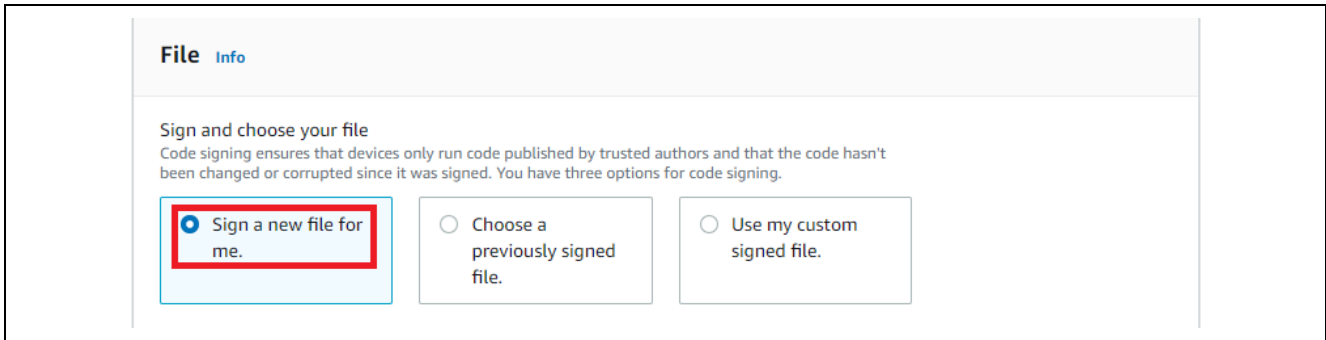 File Info
Sign and choose your file
Code signing ensures that devices only run code published by trusted authors and that the code hasn't
been changed or corrupted since it was signed. You have three options for code signing.
Sign a new file for
me.
Choose a
previously signed
file.
Use my custom
signed file.